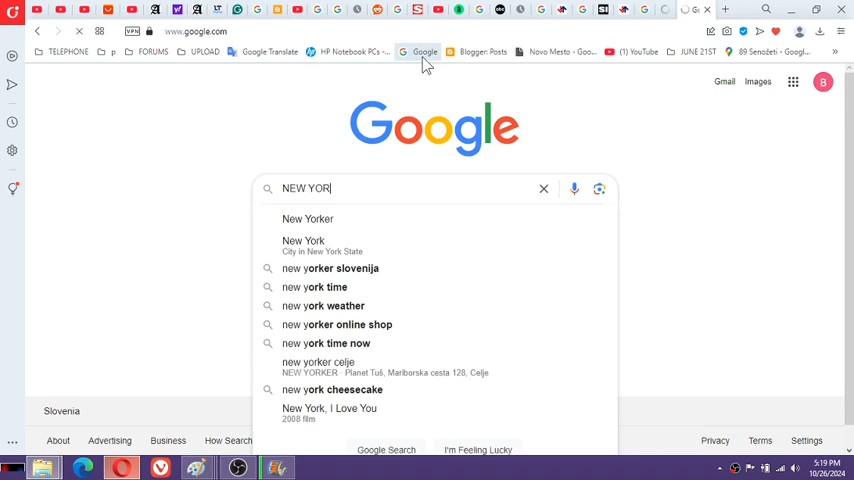 www.google.com
VPN
TELEPHONE
p
FORUMS
UPLOAD
Google Translate
HP Notebook PCs -...
Google
Blogger: Posts
Novo Mesto - Goo...
(1) YouTube
JUNE 21ST
89 Senožeti - Googl...
Gmail
Images
B
Google
NEW YOR
New Yorker
New York
City in New York State
new yorker slovenija
new york time
new york weather
new yorker online shop
new york time now
new yorker celje
NEW YORKER · Planet Tuš, Mariborska cesta 128, Celje
new york cheesecake
New York, I Love You
2008 film
Google Search
I'm Feeling Lucky
Slovenia
About
Advertising
Business
How Search
Privacy
Terms
Settings
5:19 PM
10/26/2024